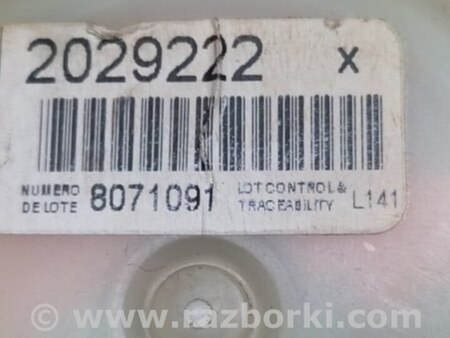 2029222 X
NUMERO LOT CONTROL &
DE LOTE 8071091 TRACEABILITY L141
© www.razborki.com